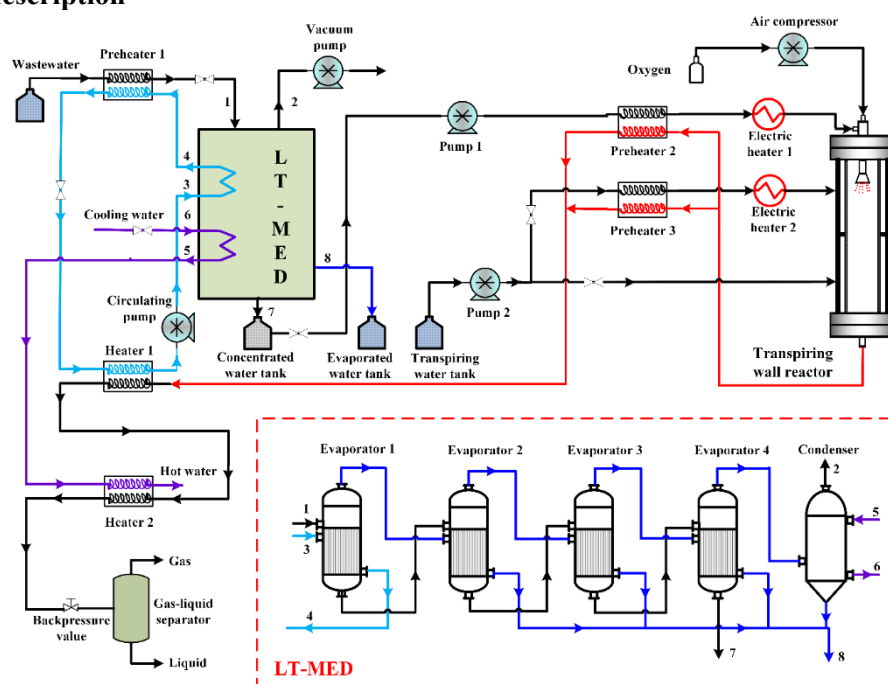 description
Wastewater
Preheater 1
Vacuum
pump
Air compressor
Oxygen
1
2
Pump 1
Preheater 2
Electric
heater 1
4
3
LT-MED
Cooling water
6
5
8
Preheater 3
Electric
heater 2
Circulating
pump
7
Pump 2
Heater 1
Concentrated
water tank
Evaporated
water tank
Transpiring
water tank
Transpiring
wall reactor
Hot water
Heater 2
Gas
Gas-liquid
separator
Backpressure
value
Liquid
Evaporator 1
Evaporator 2
Evaporator 3
Evaporator 4
Condenser
2
1
3
5
6
4
7
8
LT-MED